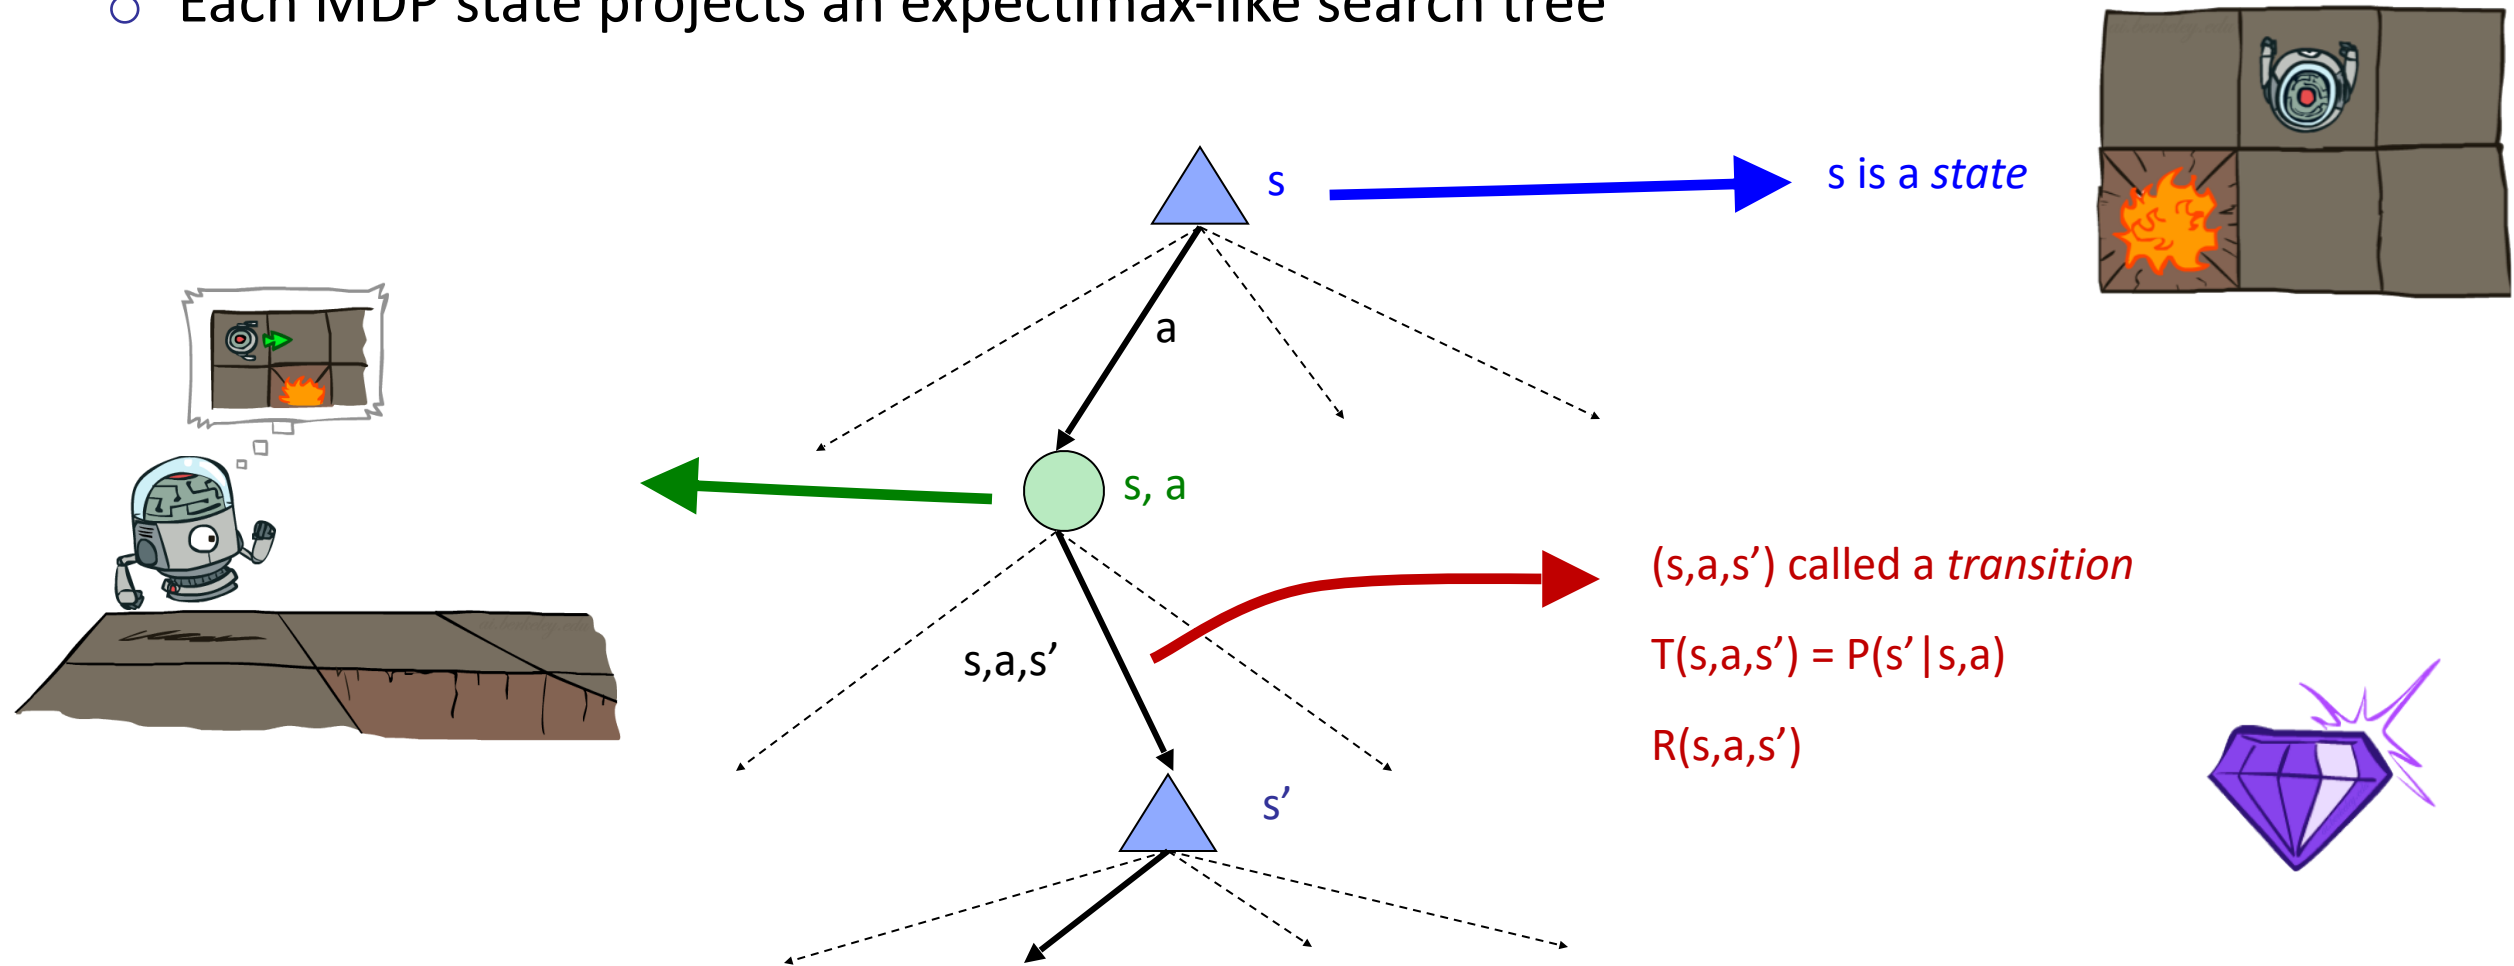 Each MDP state projects an expectimax-like search tree
s
s is a state
a
s, a
(s,a,s’) called a transition
s,a,s’
T(s,a,s’) = P(s’|s,a)
R(s,a,s’)
s’